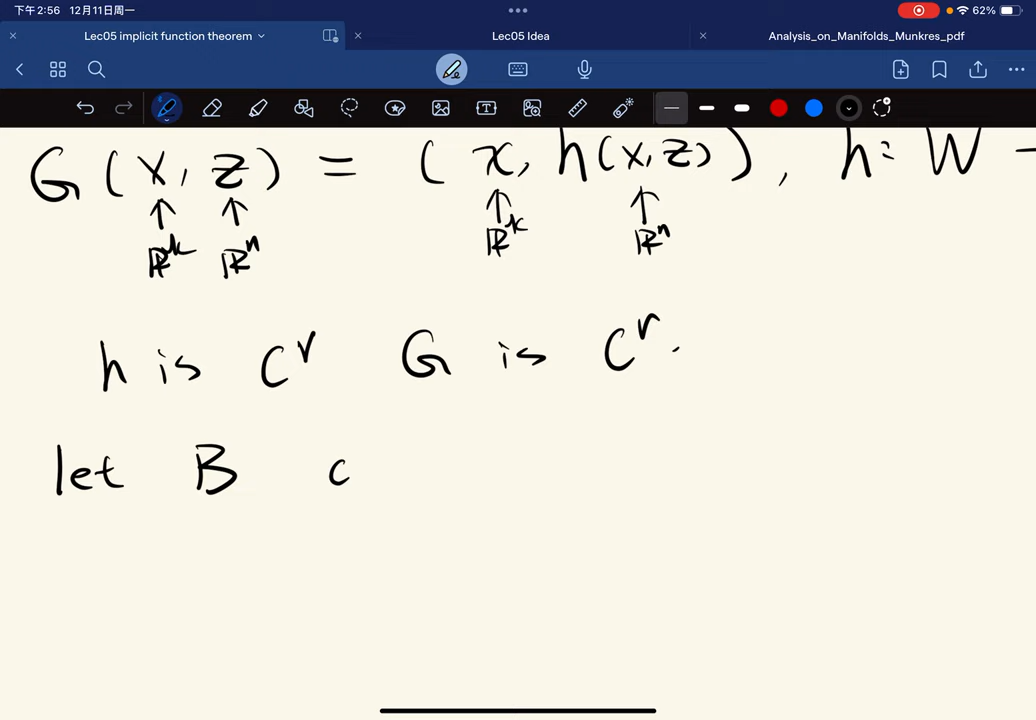 下午2:56 12月11日周一
62%
Lec05 implicit function theorem
Lec05 Idea
Analysis_on_Manifolds_Munkres_pdf
G(x, z) = (x, h(x, z)), h: W -
ℝᵏ ℝⁿ ℝᵏ ℝⁿ
h is Cʳ G is Cʳ.
let B c